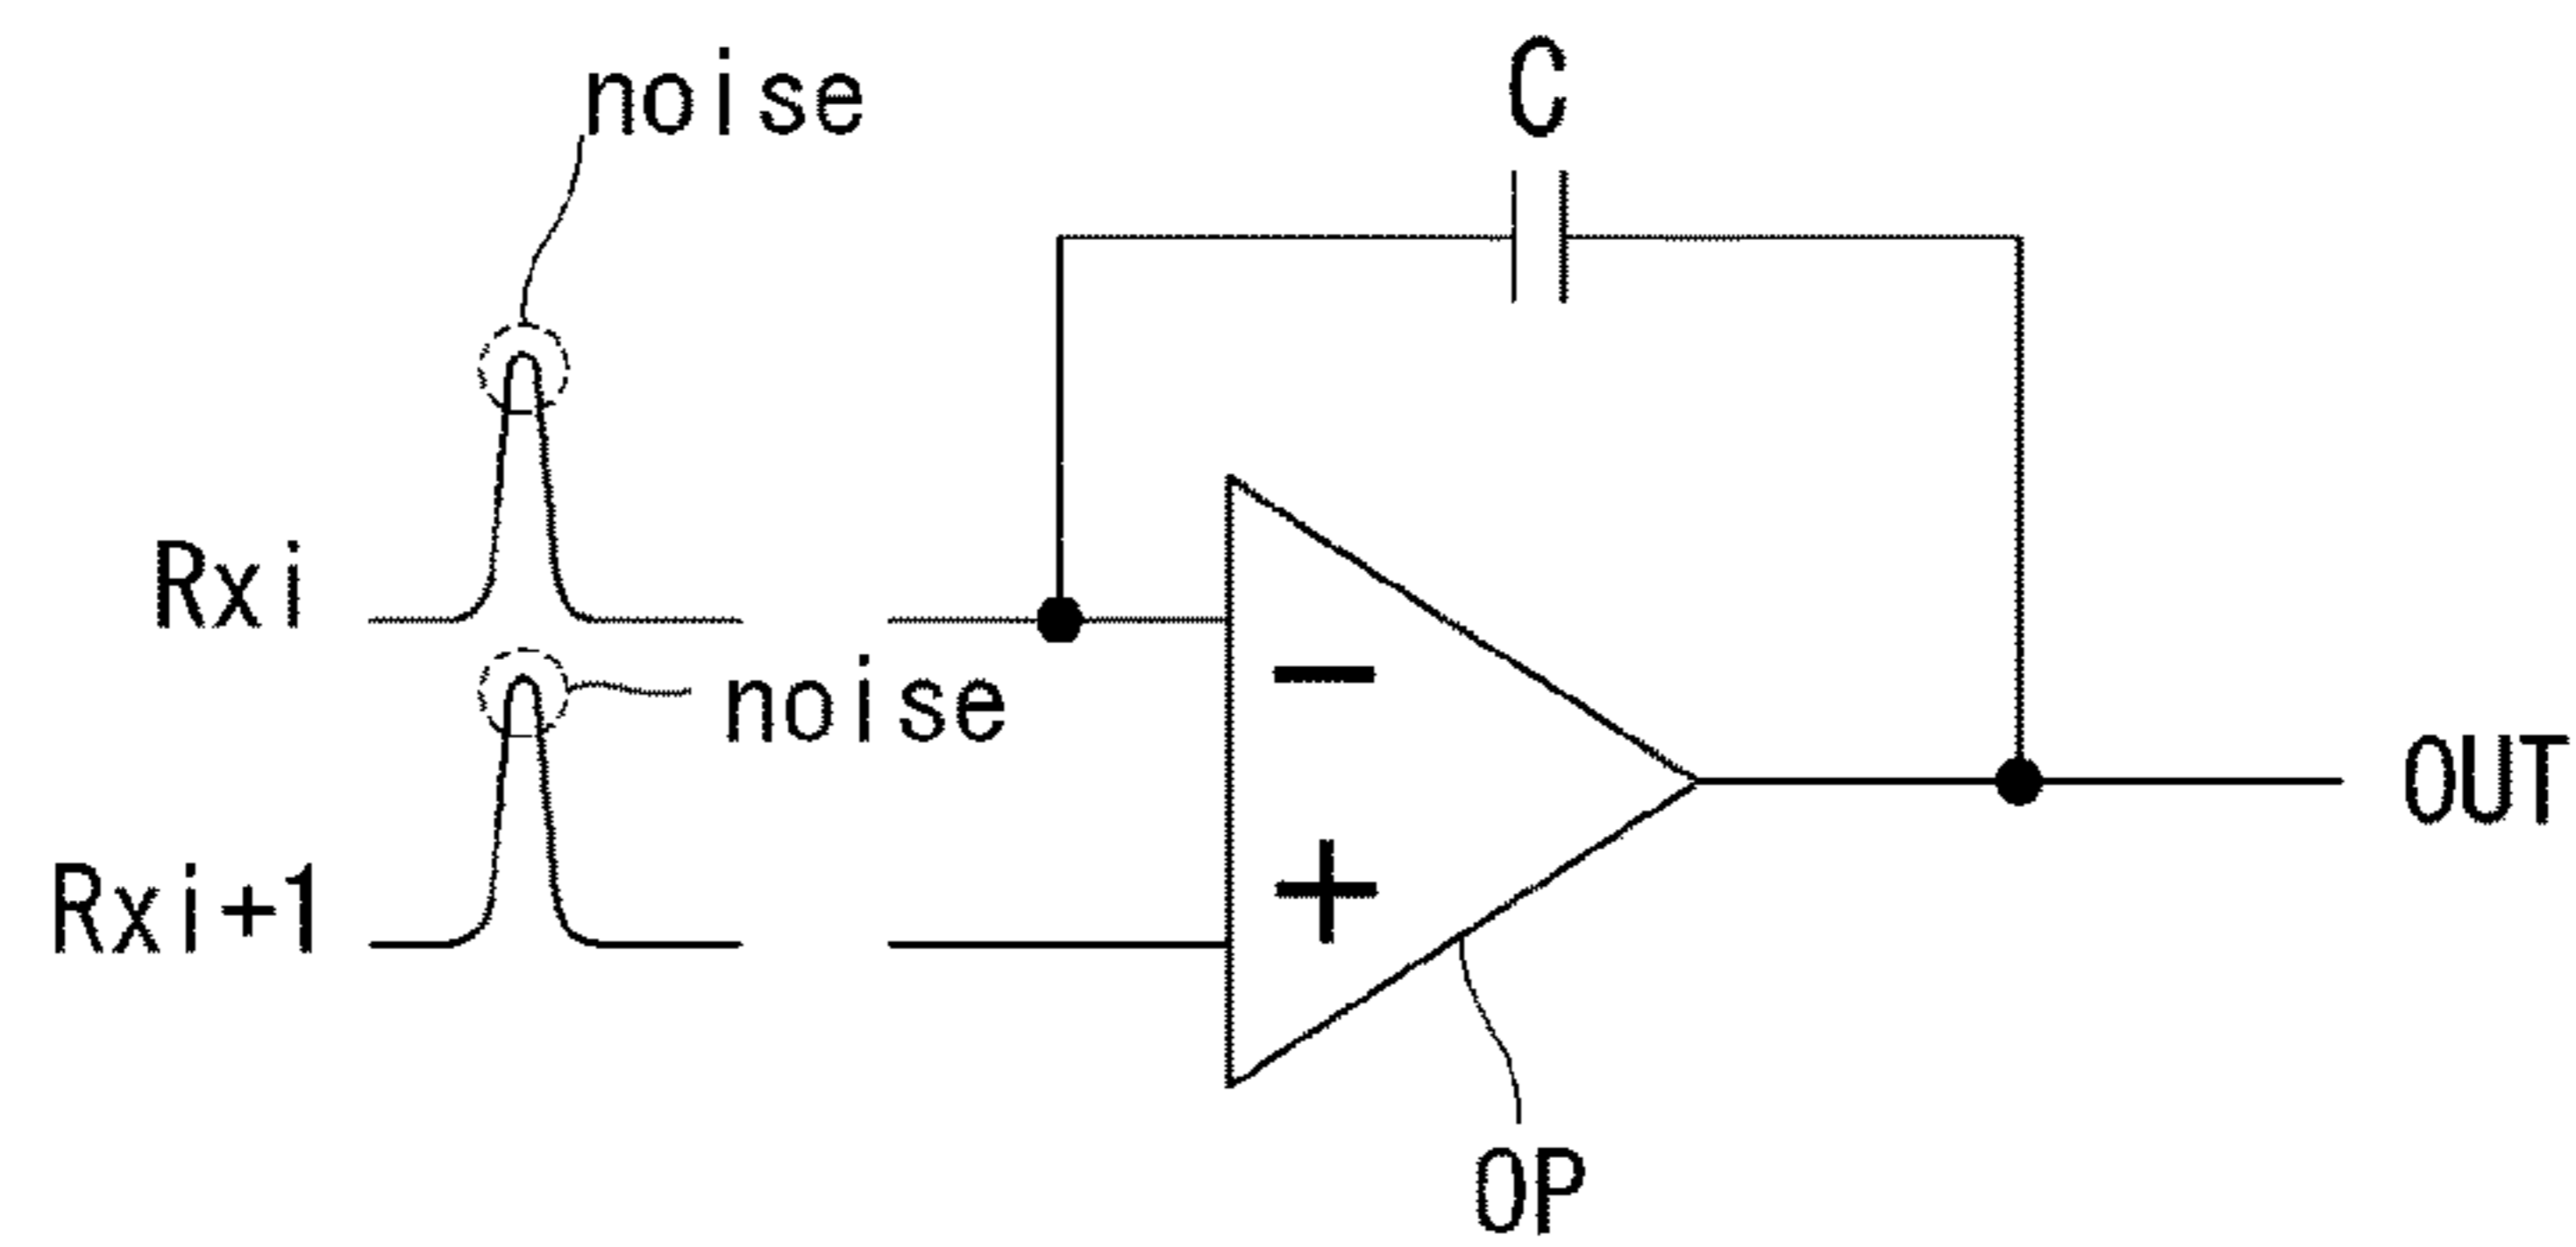 noise
C
Rxi
noise
−
+
OUT
Rxi+1
OP